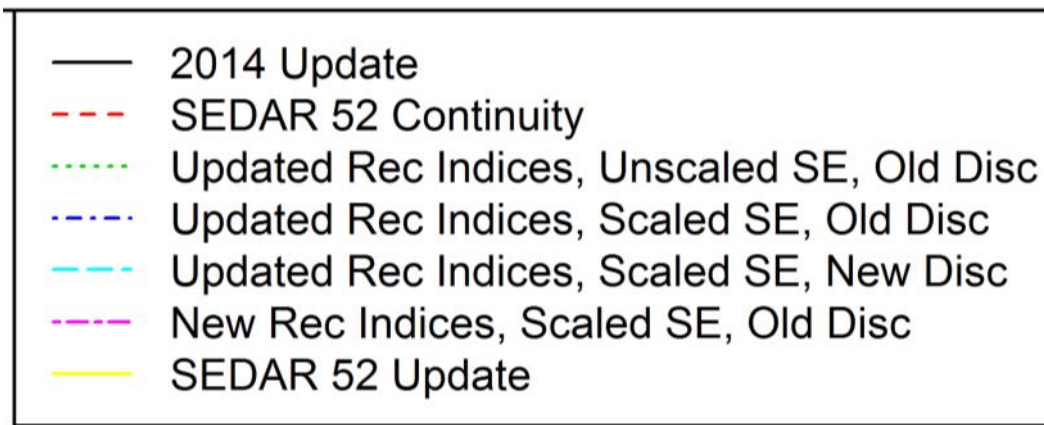 2014 Update
SEDAR 52 Continuity
Updated Rec Indices, Unscaled SE, Old Disc
Updated Rec Indices, Scaled SE, Old Disc
Updated Rec Indices, Scaled SE, New Disc
New Rec Indices, Scaled SE, Old Disc
SEDAR 52 Update